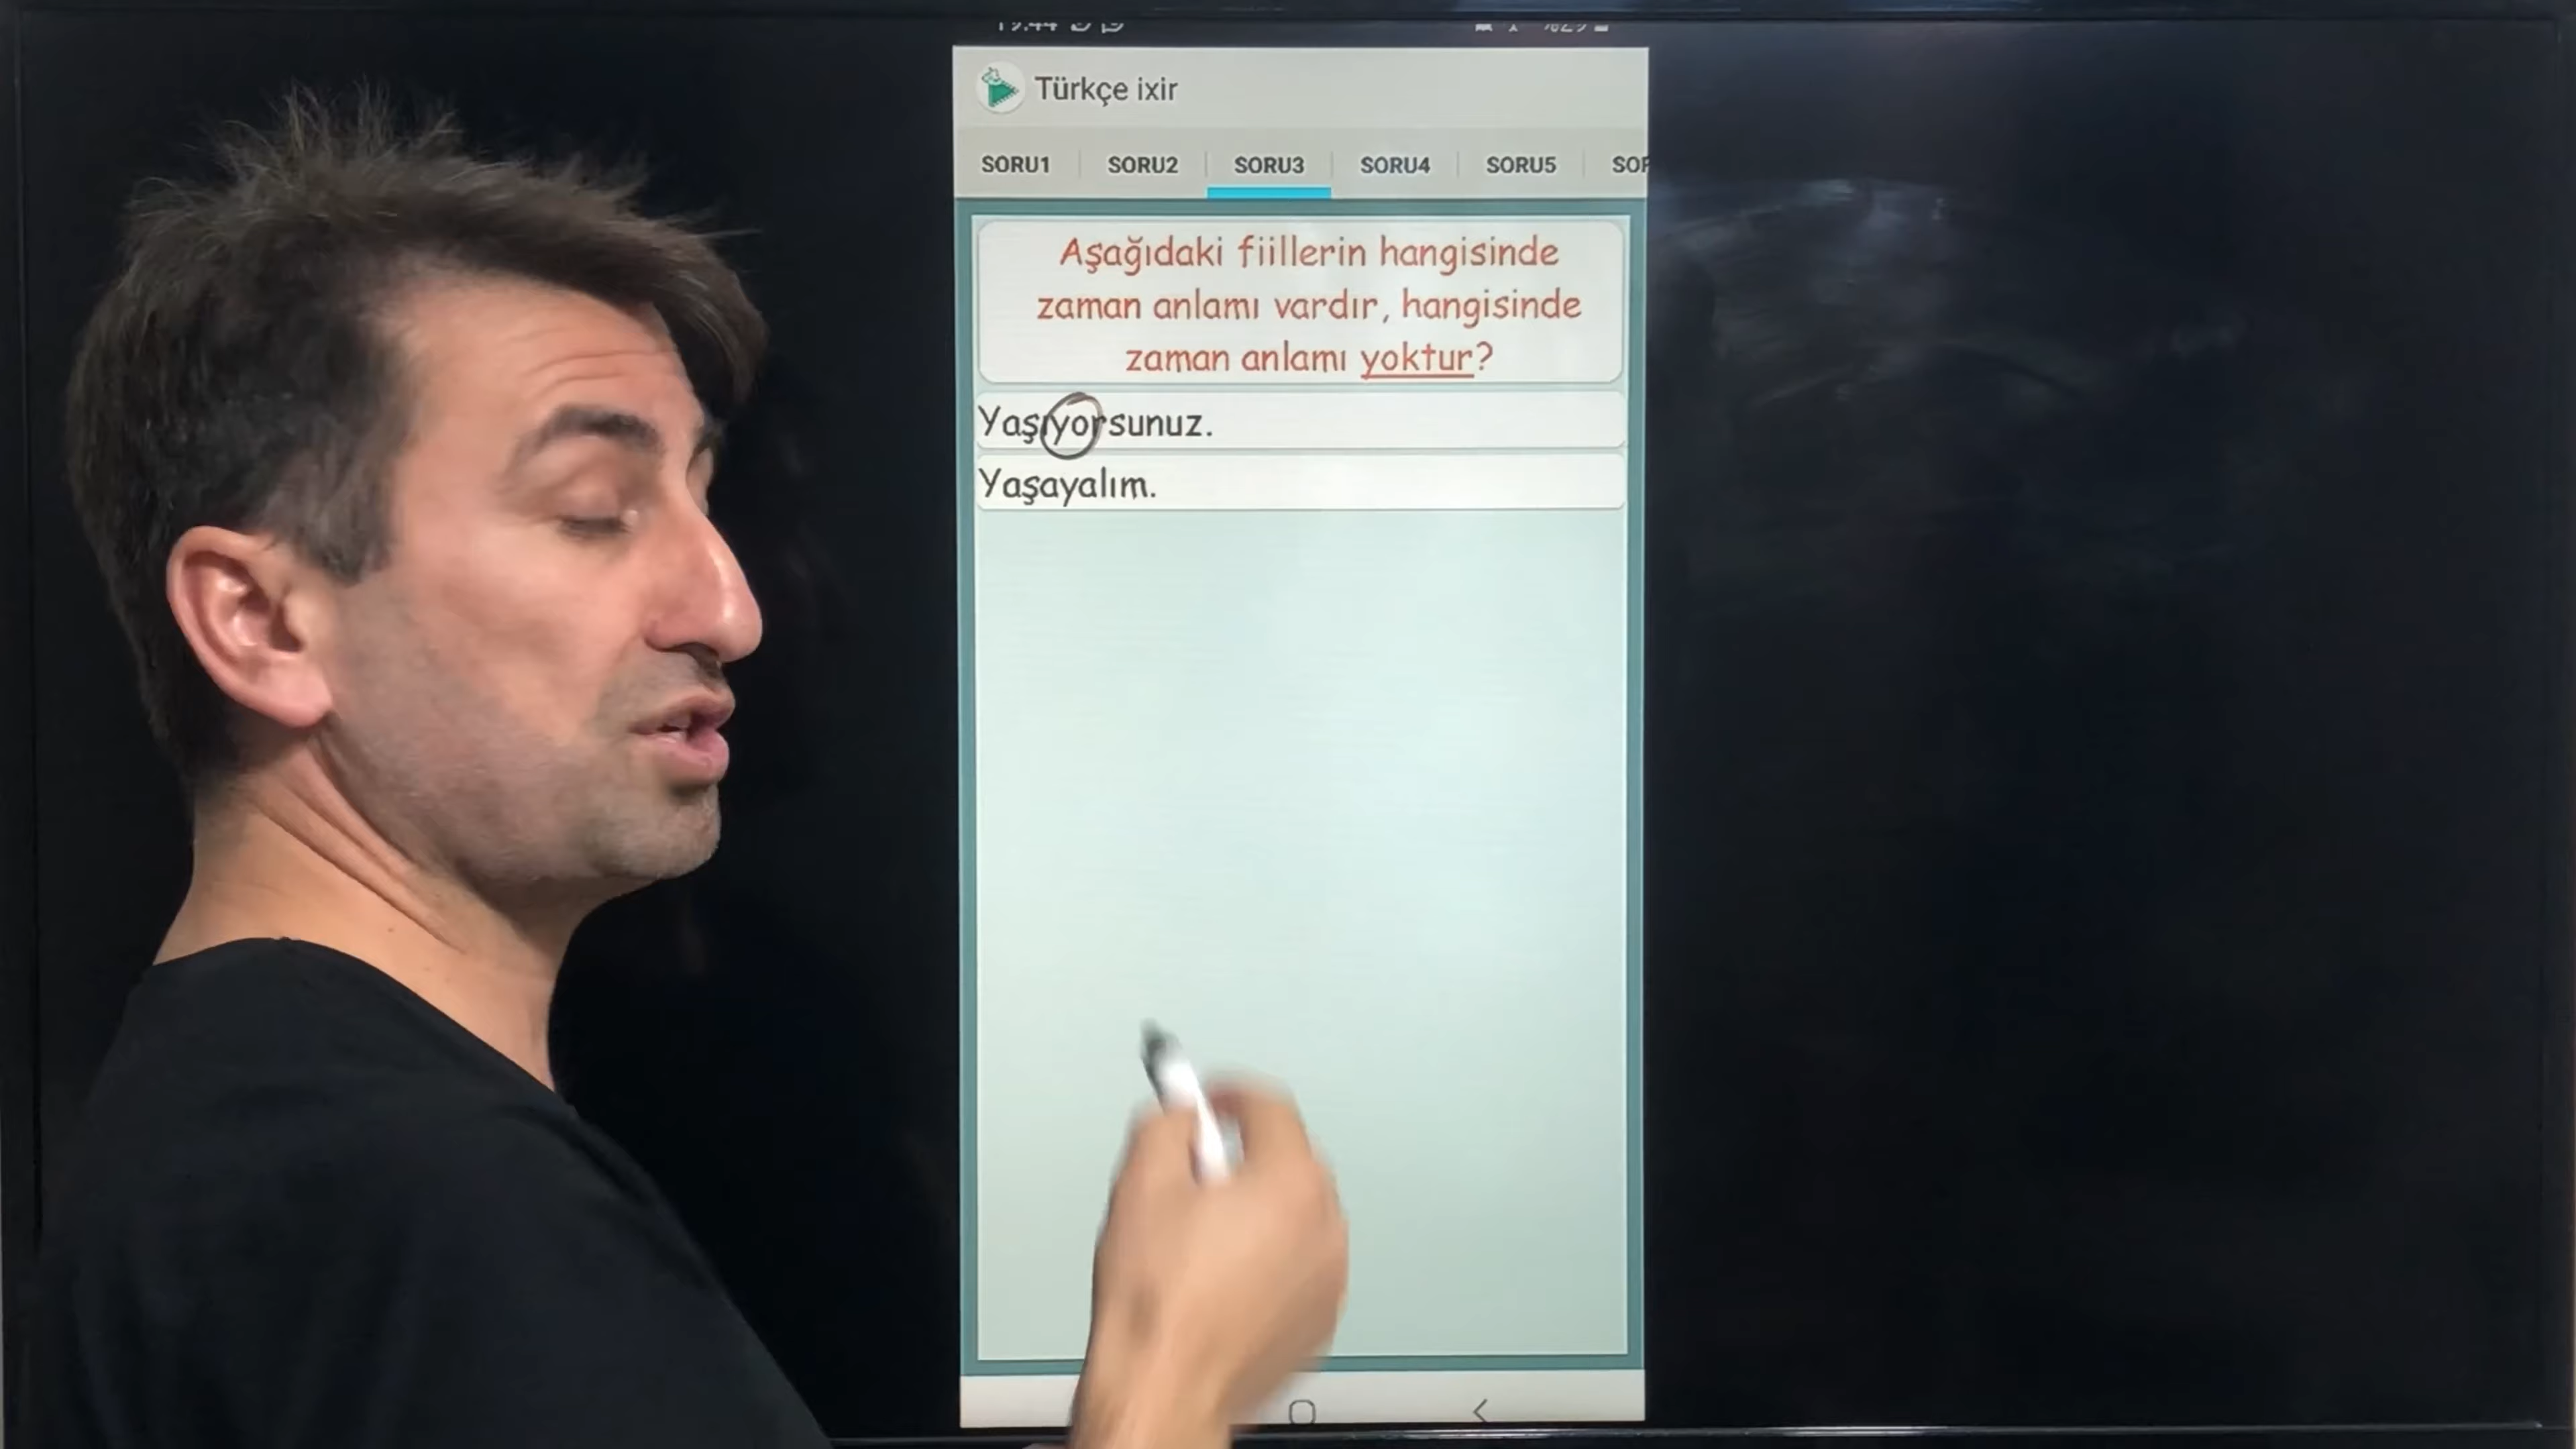 Türkçe ixir
SORU1 SORU2 SORU3 SORU4 SORU5
Aşağıdaki fiillerin hangisinde
zaman anlamı vardır, hangisinde
zaman anlamı yoktur?
Yaşıyorsunuz.
Yaşayalım.